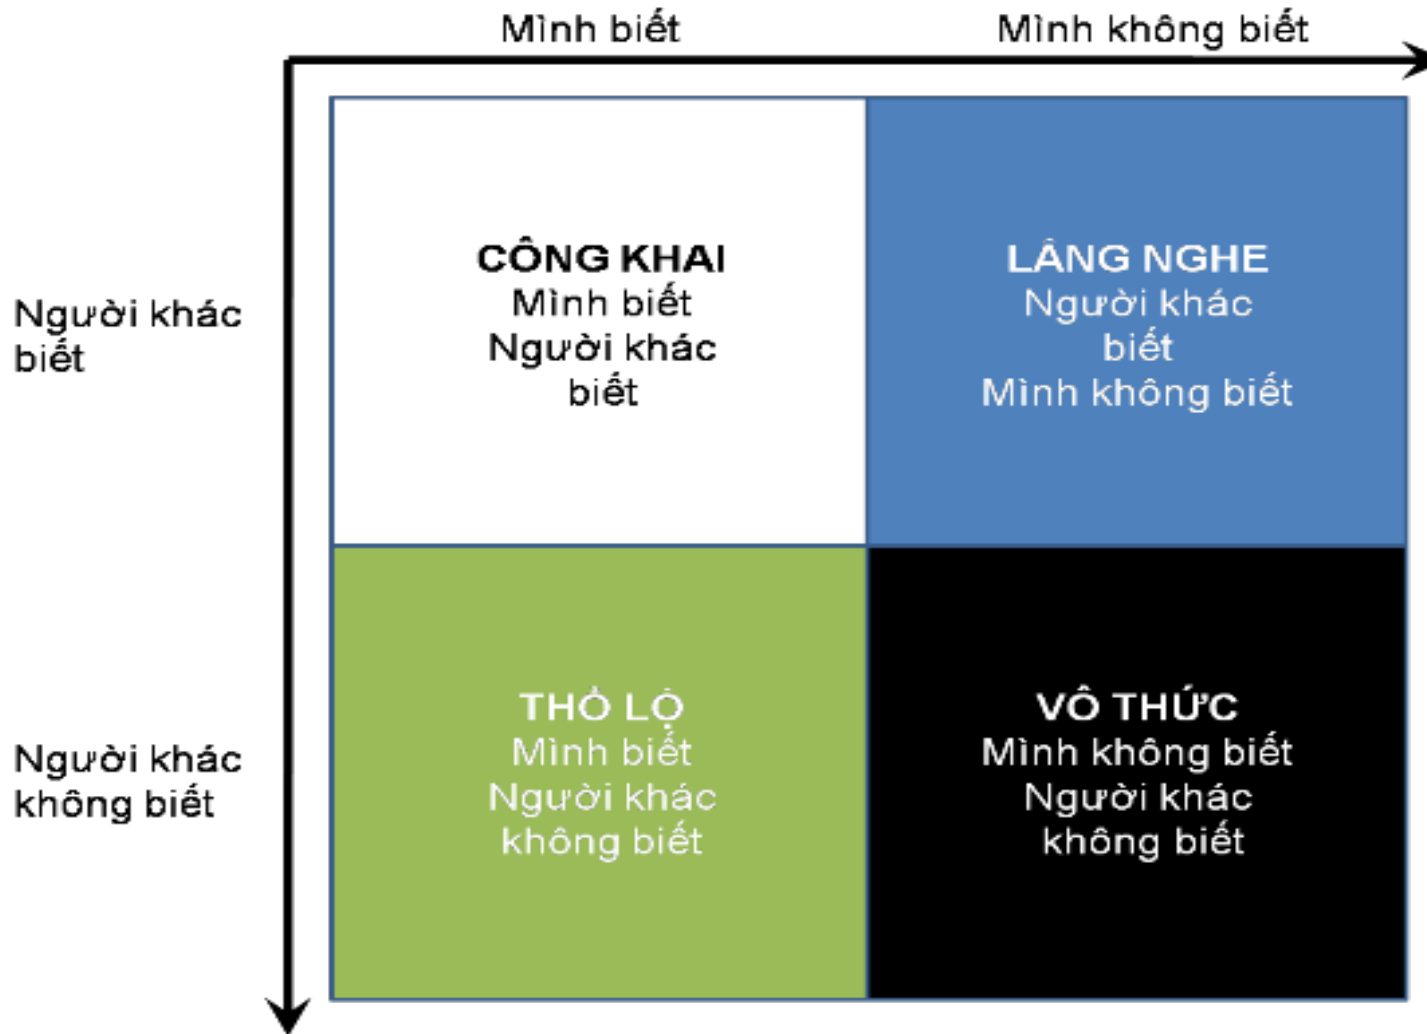 Mình biết
Mình không biết
CÔNG KHAI
Mình biết
Người khác
biết
LẮNG NGHE
Người khác
biết
Mình không biết
Người khác
biết
THỔ LỘ
Mình biết
Người khác
không biết
VÔ THỨC
Mình không biết
Người khác
không biết
Người khác
không biết